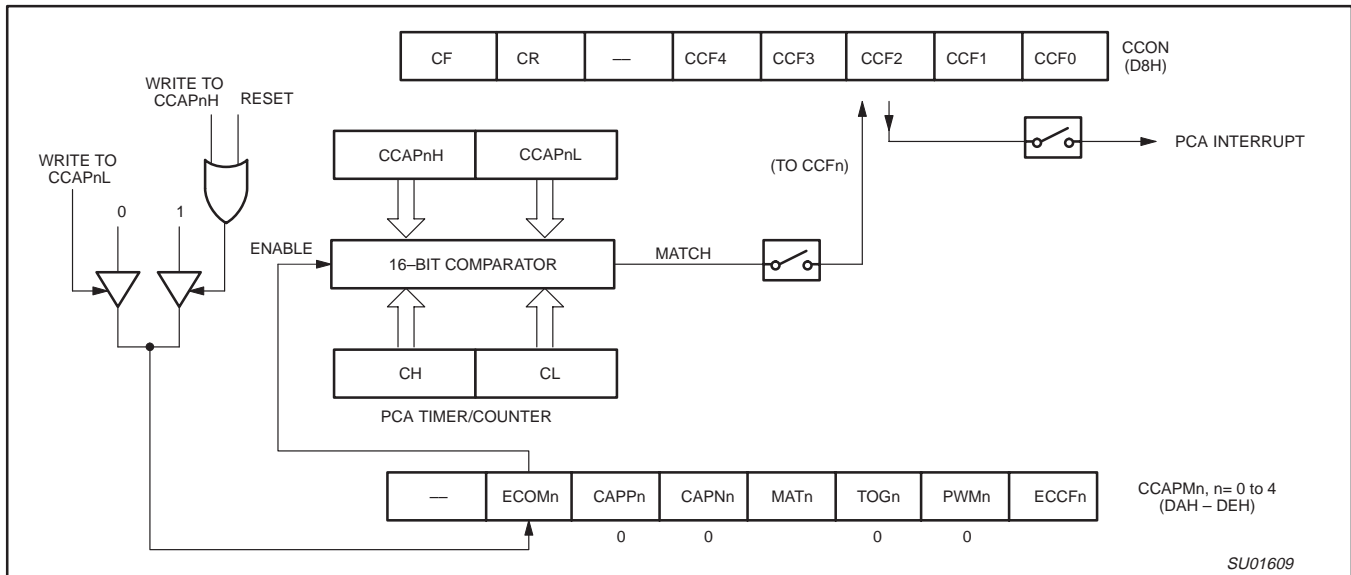 CF CR — CCF4 CCF3 CCF2 CCF1 CCF0
CCON
(D8H)
WRITE TO
CCAPnH
RESET
WRITE TO
CCAPnL
0 1
CCAPnH CCAPnL
(TO CCFn)
PCA INTERRUPT
ENABLE
16–BIT COMPARATOR
MATCH
CH CL
PCA TIMER/COUNTER
— ECOMn CAPPn CAPNn MATn TOGn PWMn ECCFn
CCAPMn, n= 0 to 4
(DAH – DEH)
0 0 0 0
SU01609